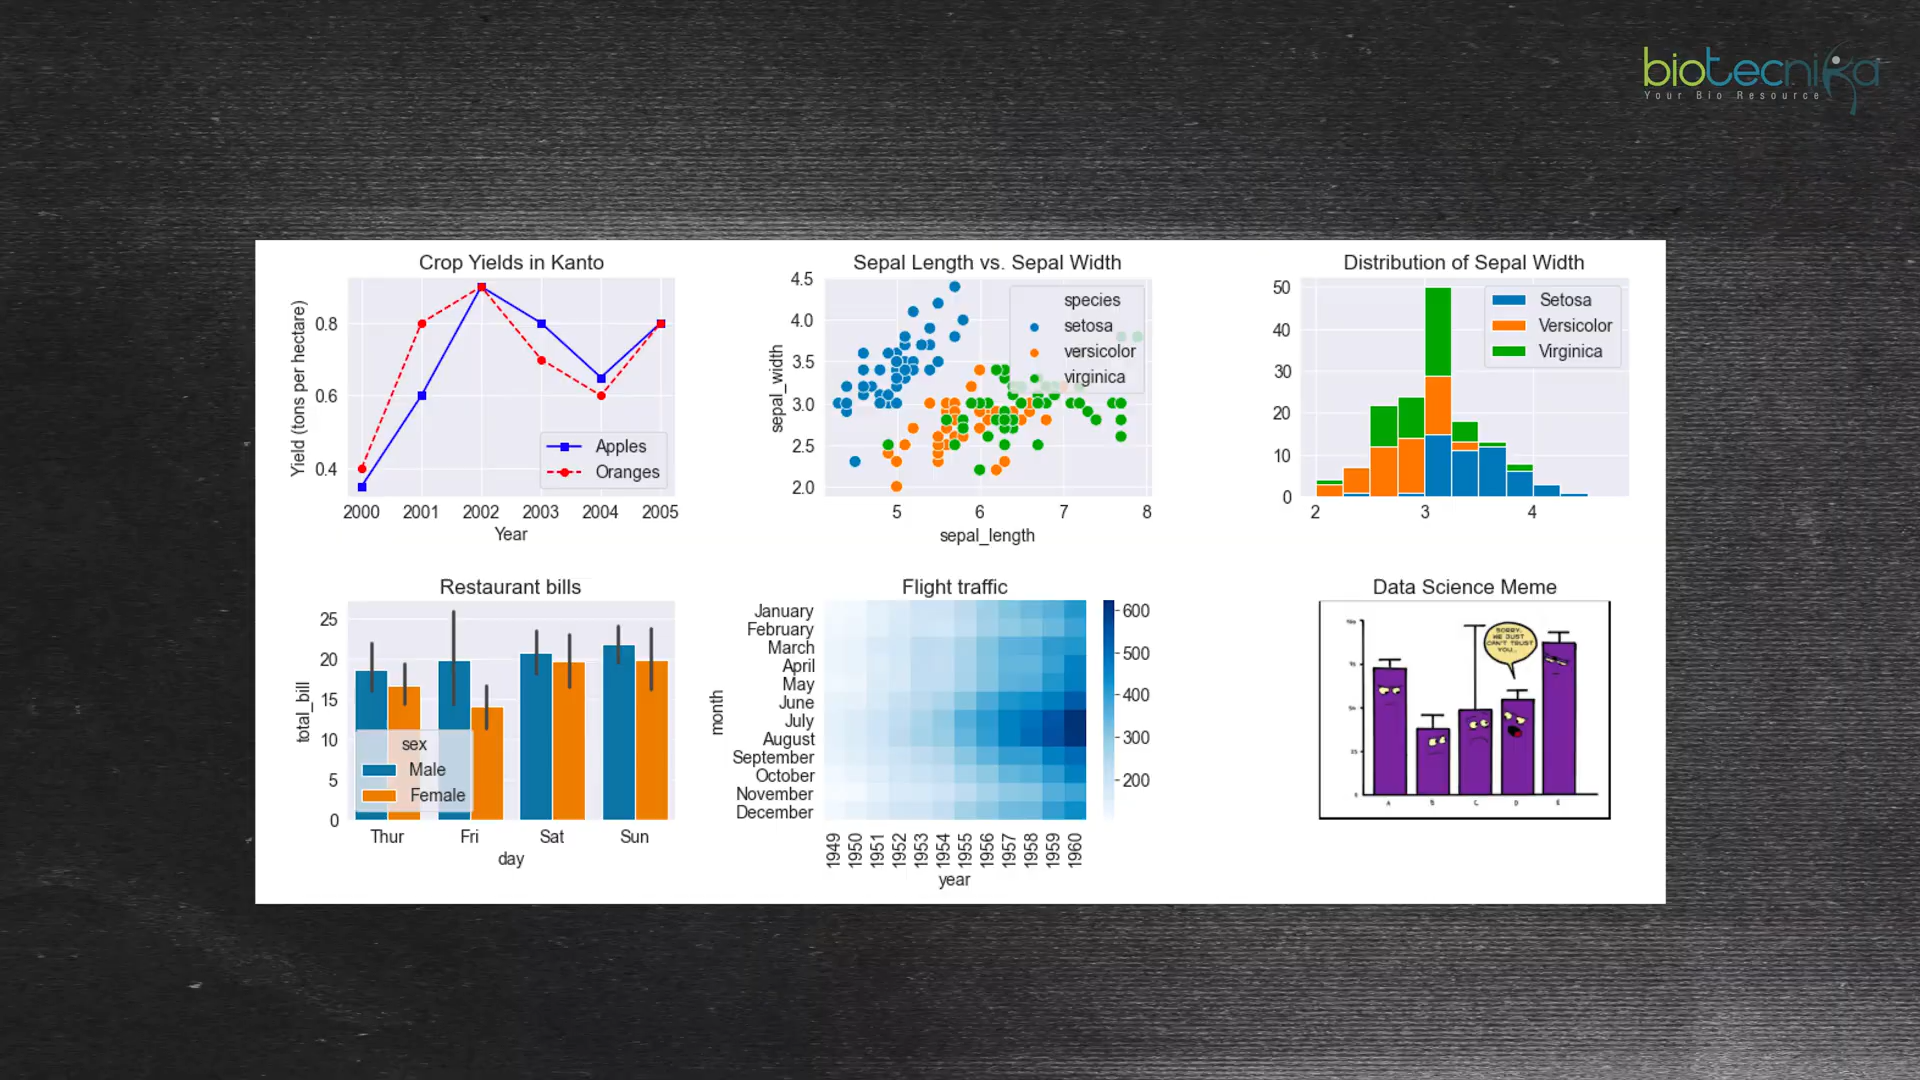 biotecnika
Your Bio Resource
Crop Yields in Kanto
Yield (tons per hectare)
0.8
0.6
0.4
Apples
Oranges
2000 2001 2002 2003 2004 2005
Year
Sepal Length vs. Sepal Width
sepal_width
4.5
4.0
3.5
3.0
2.5
2.0
species
setosa
versicolor
virginica
5 6 7 8
sepal_length
Distribution of Sepal Width
50
40
30
20
10
0
Setosa
Versicolor
Virginica
2 3 4
Restaurant bills
total_bill
25
20
15
10
5
0
sex
Male
Female
Thur Fri Sat Sun
day
Flight traffic
month
January
February
March
April
May
June
July
August
September
October
November
December
1949 1950 1951 1952 1953 1954 1955 1956 1957 1958 1959 1960
year
600
500
400
300
200
Data Science Meme
SORRY,
WE JUST
CAN'T TRUST
YOU...
A B C D E